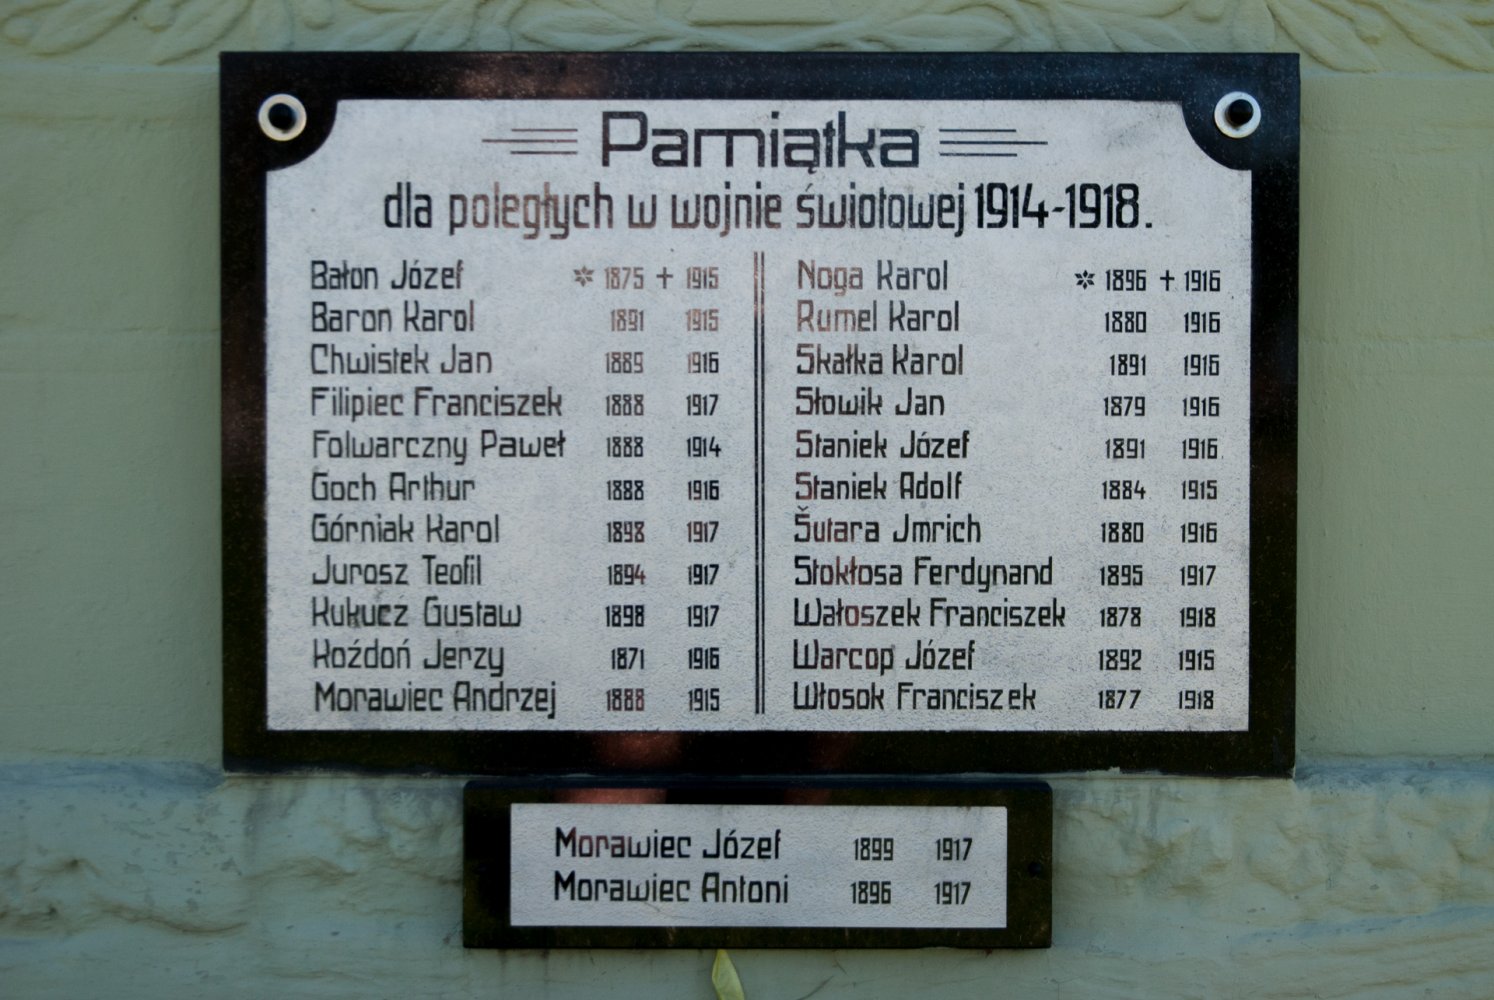 Pamiątka
dla poległych w wojnie światowej 1914-1918.
Bałon Józef * 1875 + 1915
Baron Karol 1891 1915
Chwistek Jan 1889 1916
Filipiec Franciszek 1888 1917
Folwarczny Paweł 1888 1914
Goch Arthur 1888 1916
Górniak Karol 1898 1917
Jurosz Teofil 1894 1917
Kukucz Gustaw 1898 1917
Koźdoń Jerzy 1871 1916
Morawiec Andrzej 1888 1915
Noga Karol * 1896 + 1916
Rumel Karol 1880 1916
Skałka Karol 1891 1916
Słowik Jan 1879 1916
Staniek Józef 1891 1916
Staniek Adolf 1884 1915
Šutara Jmrich 1880 1916
Stokłosa Ferdynand 1895 1917
Wałoszek Franciszek 1878 1918
Warcop Józef 1892 1915
Włosok Franciszek 1877 1918
Morawiec Józef 1899 1917
Morawiec Antoni 1896 1917